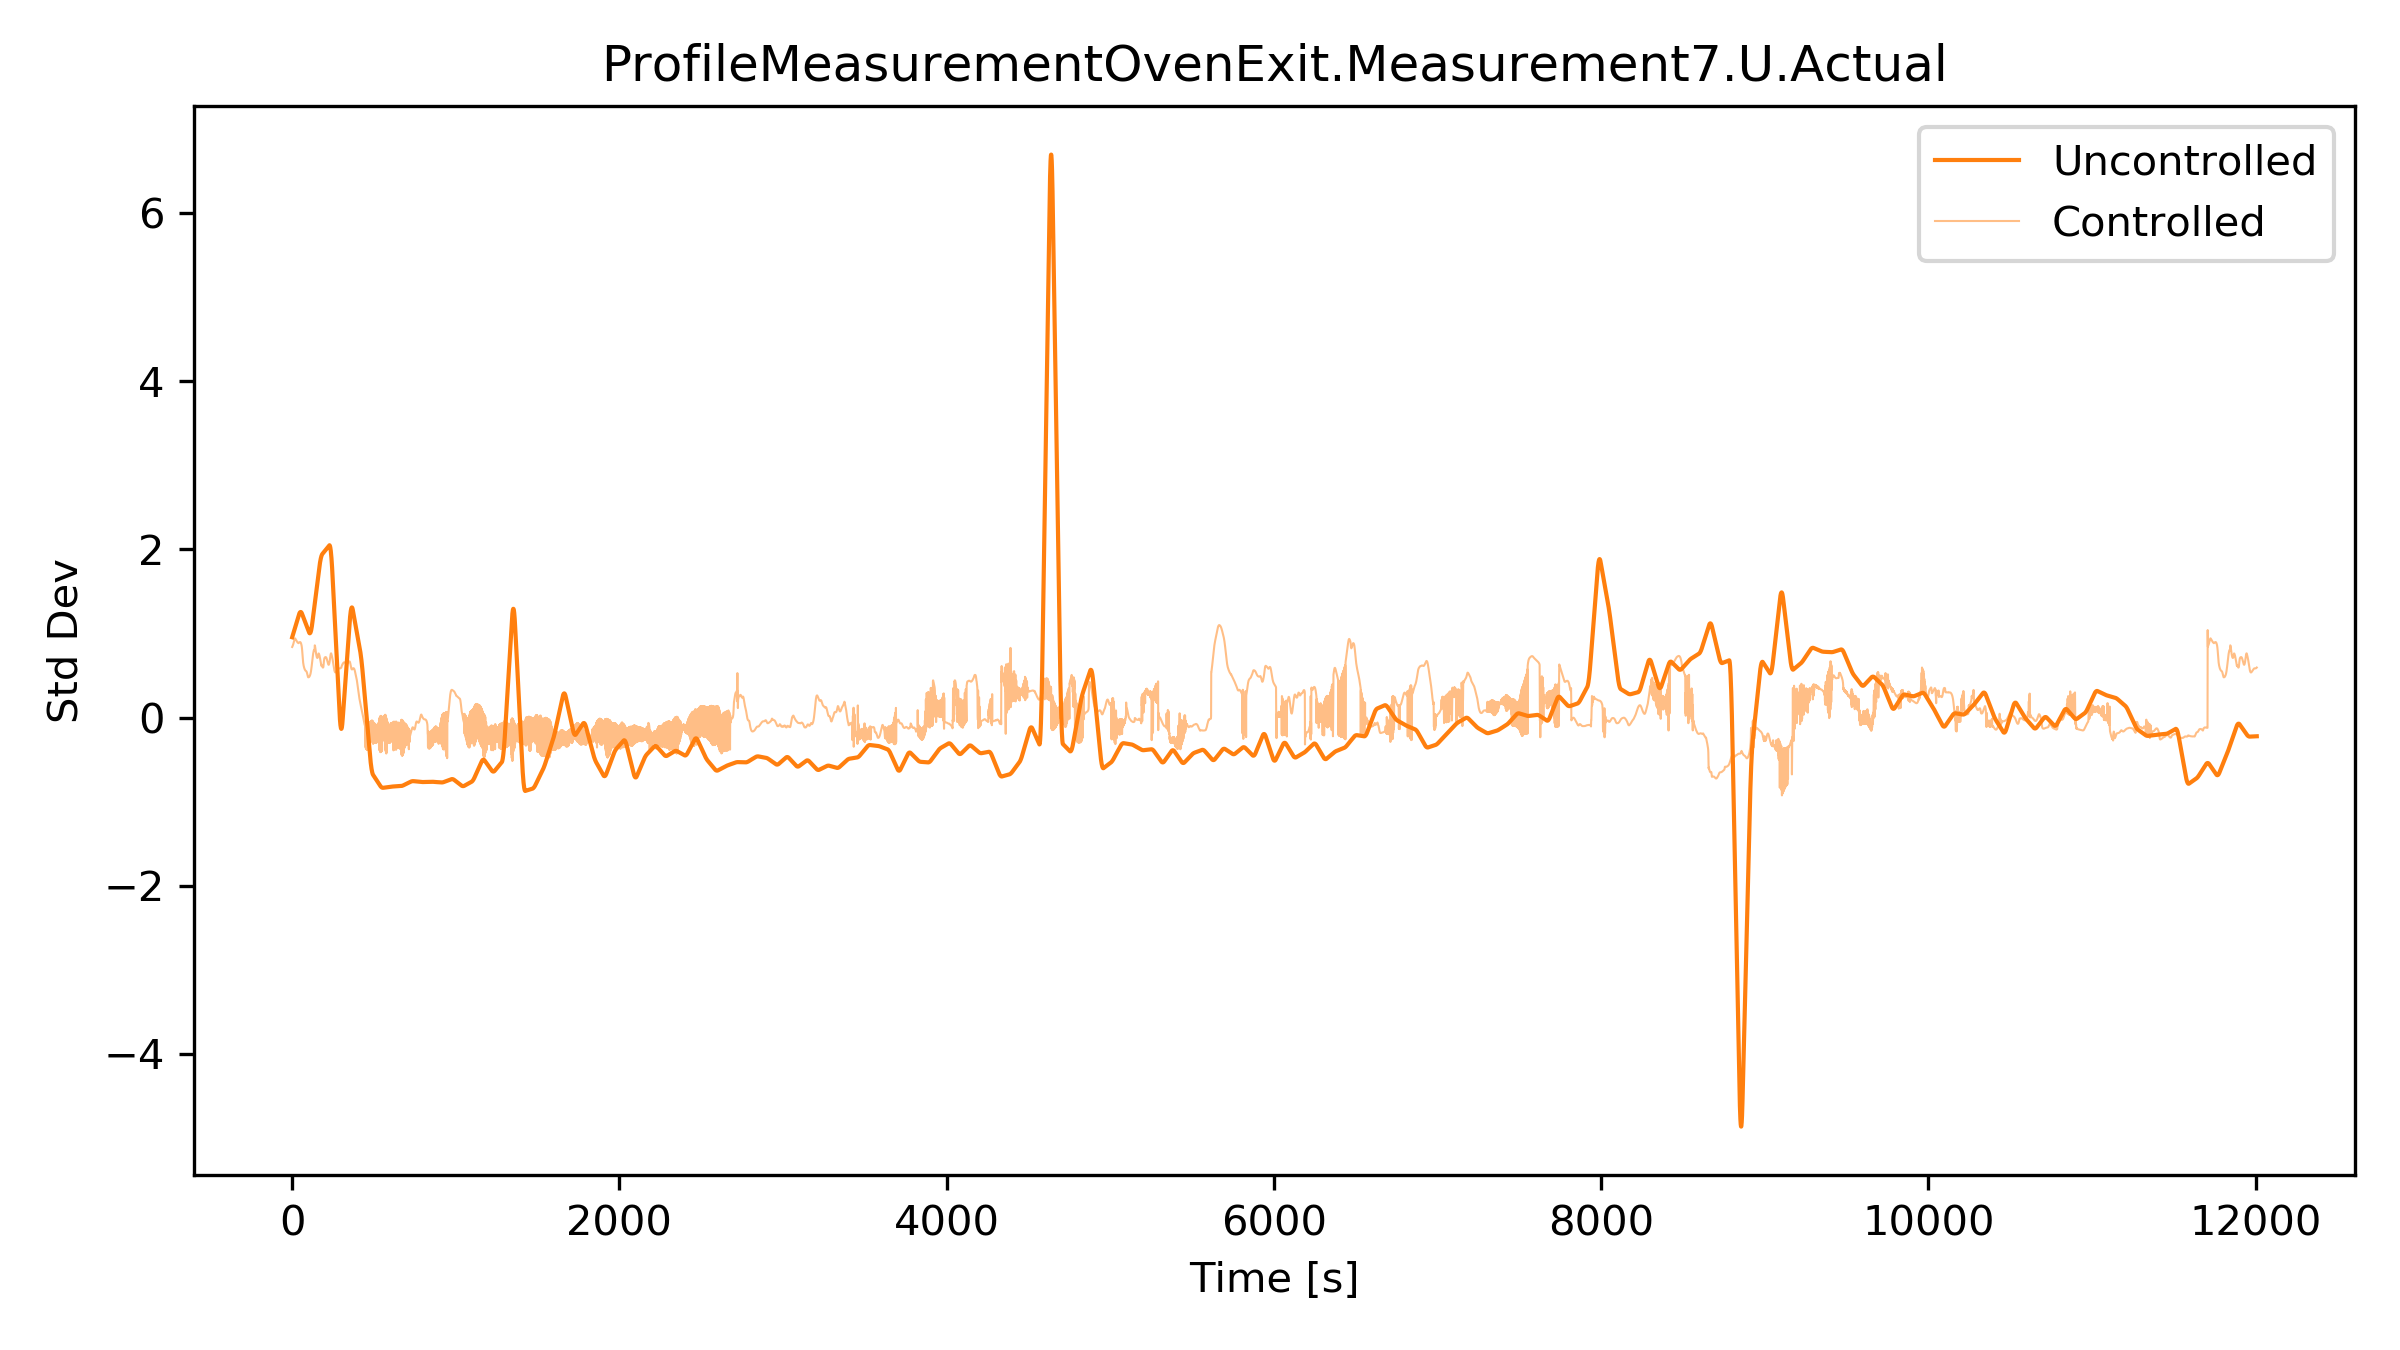 ProfileMeasurementOvenExit.Measurement7.U.Actual
Uncontrolled
Controlled
Std Dev
6
4
2
0
−2
−4
0 2000 4000 6000 8000 10000 12000
Time [s]